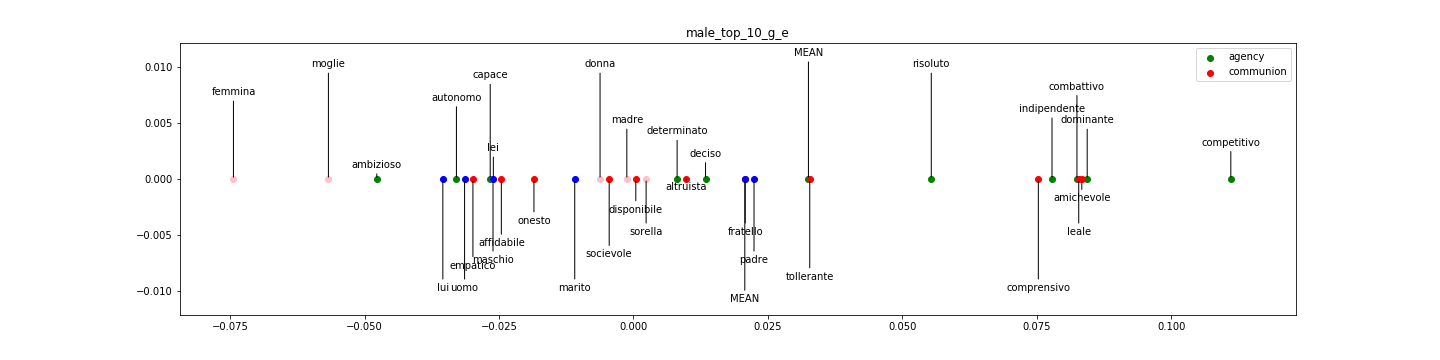 male_top_10_g_e
agency
communion
MEAN
moglie
donna
risoluto
capace
femmina
autonomo
combattivo
indipendente
madre
dominante
determinato
lei
deciso
competitivo
ambizioso
altruista
amichevole
disponibile
onesto
sorella
fratello
leale
affidabile
socievole
maschio
padre
empatico
tollerante
lui
uomo
marito
comprensivo
MEAN
0.010
0.005
0.000
−0.005
−0.010
−0.075
−0.050
−0.025
0.000
0.025
0.050
0.075
0.100